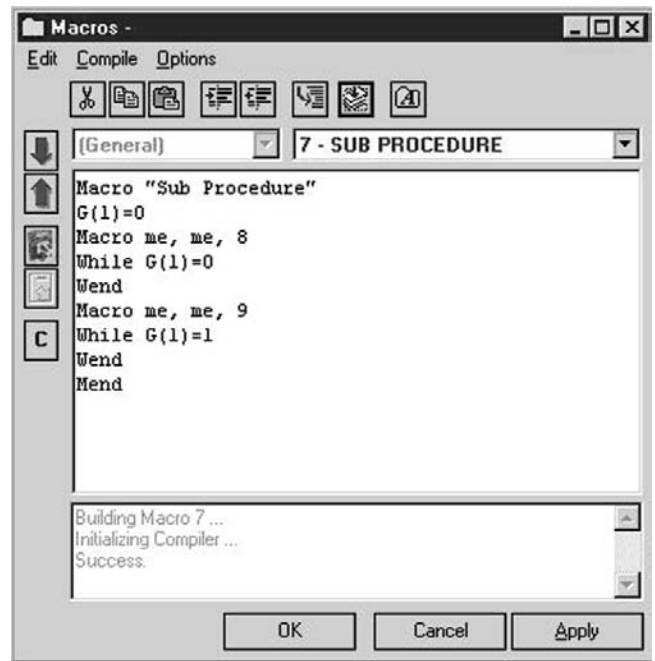 Macros -
Edit Compile Options
A
(General) 7 - SUB PROCEDURE
Macro "Sub Procedure"
G(1)=0
Macro me, me, 8
While G(1)=0
Wend
Macro me, me, 9
While G(1)=1
Wend
Mend
C
Building Macro 7 ...
Initializing Compiler ...
Success.
OK Cancel Apply